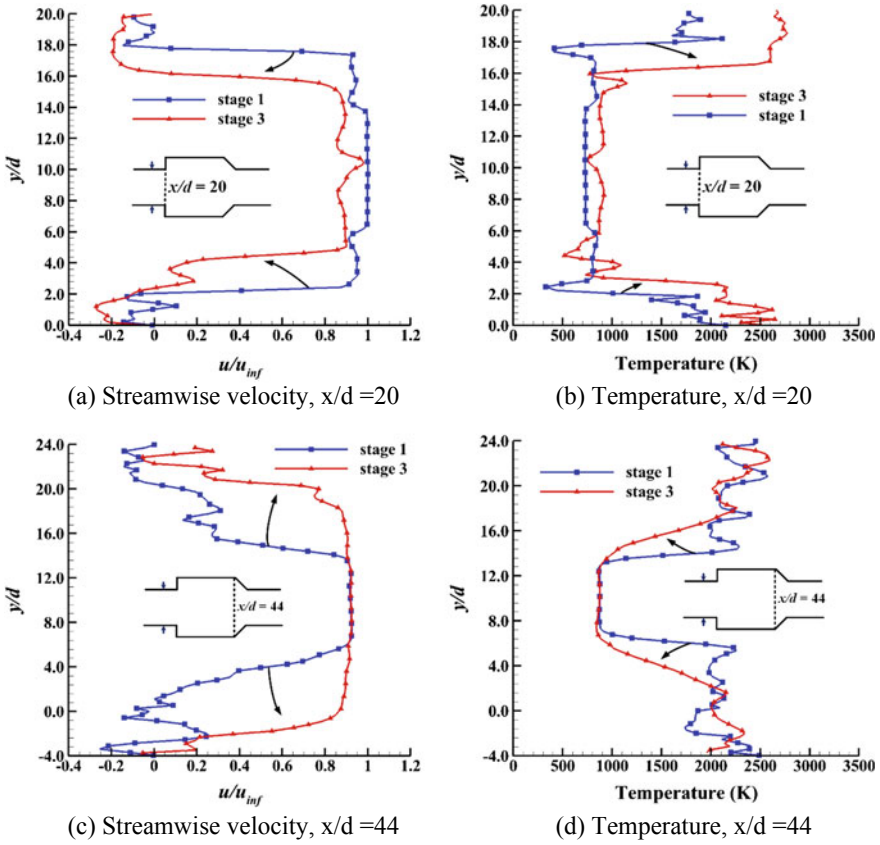 20.0
18.0
16.0
14.0
12.0
10.0
8.0
6.0
4.0
2.0
0.0
y/d
stage 1
stage 3
x/d = 20
-0.4 -0.2 0 0.2 0.4 0.6 0.8 1 1.2
u/u_inf
(a) Streamwise velocity, x/d =20
20.0
18.0
16.0
14.0
12.0
10.0
8.0
6.0
4.0
2.0
0.0
y/d
stage 3
stage 1
x/d = 20
0 500 1000 1500 2000 2500 3000 3500
Temperature (K)
(b) Temperature, x/d =20
24.0
20.0
16.0
12.0
8.0
4.0
0.0
-4.0
y/d
stage 1
stage 3
x/d = 44
-0.4 -0.2 0 0.2 0.4 0.6 0.8 1 1.2
u/u_inf
(c) Streamwise velocity, x/d =44
24.0
20.0
16.0
12.0
8.0
4.0
0.0
-4.0
y/d
stage 1
stage 3
x/d = 44
0 500 1000 1500 2000 2500 3000 3500
Temperature (K)
(d) Temperature, x/d =44